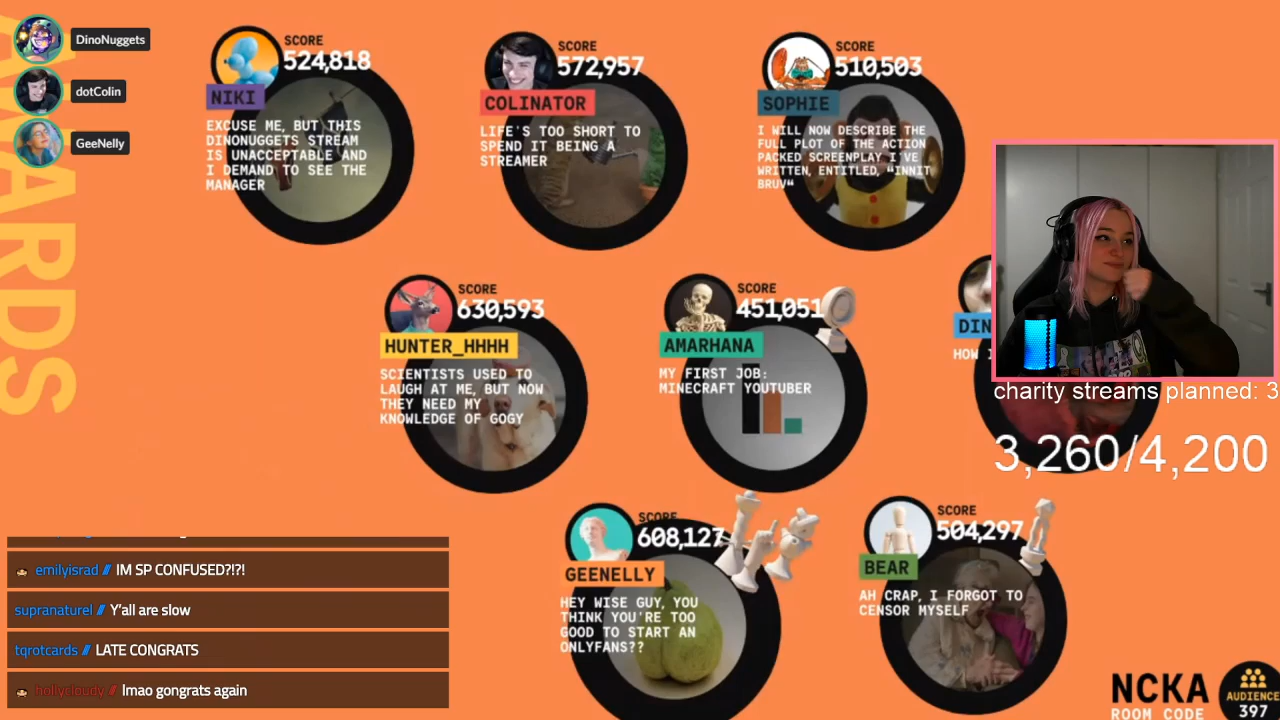 AWARDS
DinoNuggets
dotColin
GeeNelly
SCORE
524,818
NIKI
EXCUSE ME, BUT THIS
DINONUGGETS STREAM
IS UNACCEPTABLE AND
I DEMAND TO SEE THE
MANAGER
SCORE
572,957
COLINATOR
LIFE'S TOO SHORT TO
SPEND IT BEING A
STREAMER
SCORE
510,503
SOPHIE
I WILL NOW DESCRIBE THE
FULL PLOT OF THE ACTION
PACKED SCREENPLAY I'VE
WRITTEN, ENTITLED, "INNIT
BRUV"
SCORE
630,593
HUNTER_HHHH
SCIENTISTS USED TO
LAUGH AT ME, BUT NOW
THEY NEED MY
KNOWLEDGE OF GOGY
SCORE
451,051
AMARHANA
MY FIRST JOB:
MINECRAFT YOUTUBER
DIN
HOW
charity streams planned: 3
3,260/4,200
SCORE
608,127
GEENELLY
HEY WISE GUY, YOU
THINK YOU'RE TOO
GOOD TO START AN
ONLYFANS??
SCORE
504,297
BEAR
AH CRAP, I FORGOT TO
CENSOR MYSELF
emilyisrad // IM SP CONFUSED?!?!
supranaturel // Y'all are slow
tqrotcards // LATE CONGRATS
hollycloudy // lmao gongrats again
NCKA
ROOM CODE
AUDIENCE
397